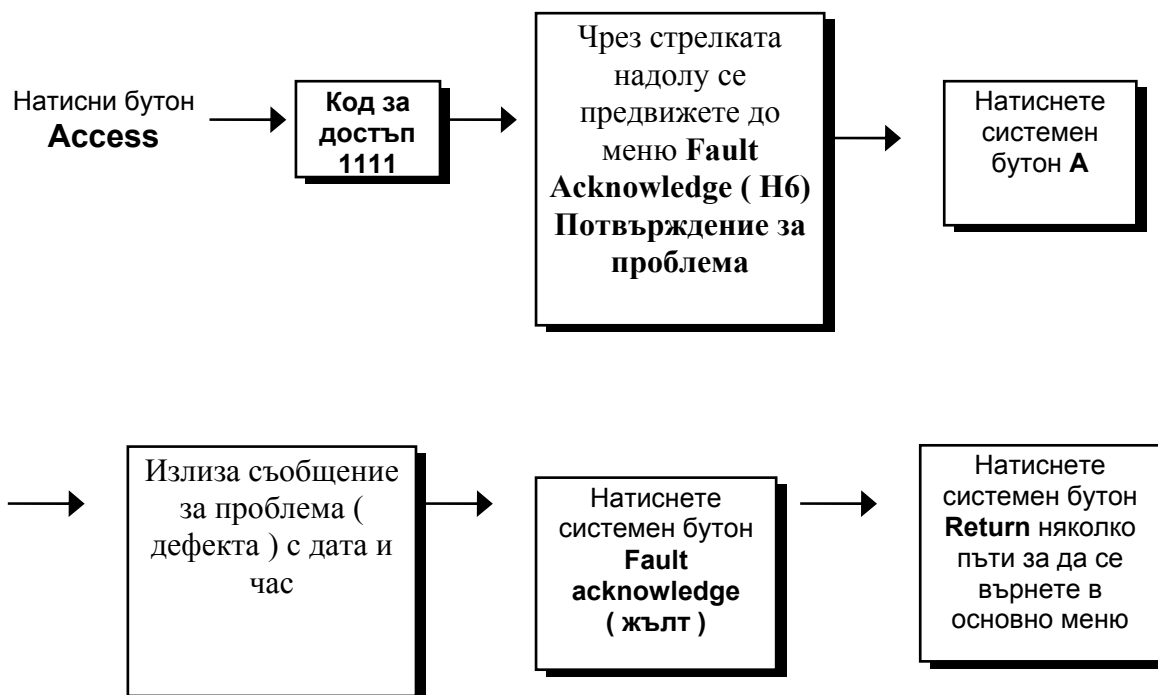 Натисни бутон
Access
Код за
достъп
1111
Чрез стрелката
надолу се
предвижете до
меню Fault
Acknowledge ( H6)
Потвърждение за
проблема
Натиснете
системен
бутон A
Излиза съобщение
за проблема (
дефекта ) с дата и
час
Натиснете
системен бутон
Fault
acknowledge
( жълт )
Натиснете
системен бутон
Return няколко
пъти за да се
върнете в
основно меню